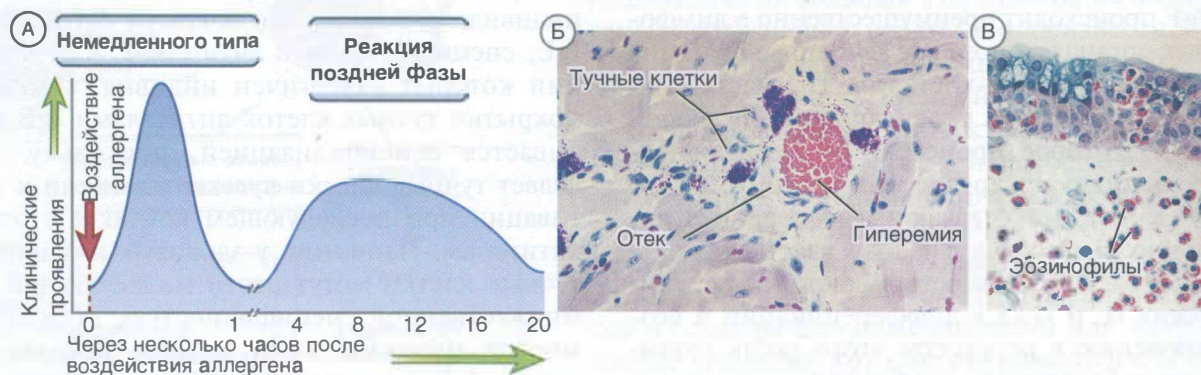 А
Немедленного типа
Реакция
поздней фазы
Воздействие
аллергена
Клинические
проявления
0 1 4 8 12 16 20
Через несколько часов после
воздействия аллергена
Б
Тучные клетки
Отек
Гиперемия
В
Эозинофилы